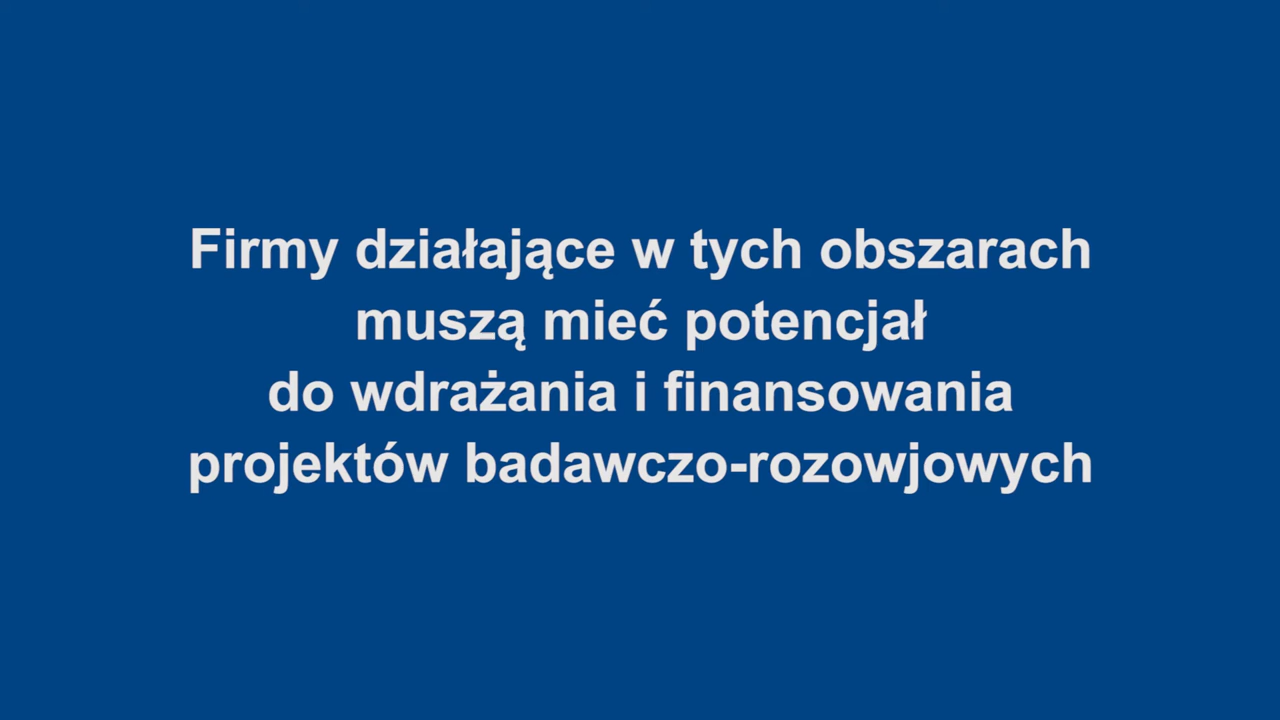 Firmy działające w tych obszarach
muszą mieć potencjał
do wdrażania i finansowania
projektów badawczo-rozowjowych